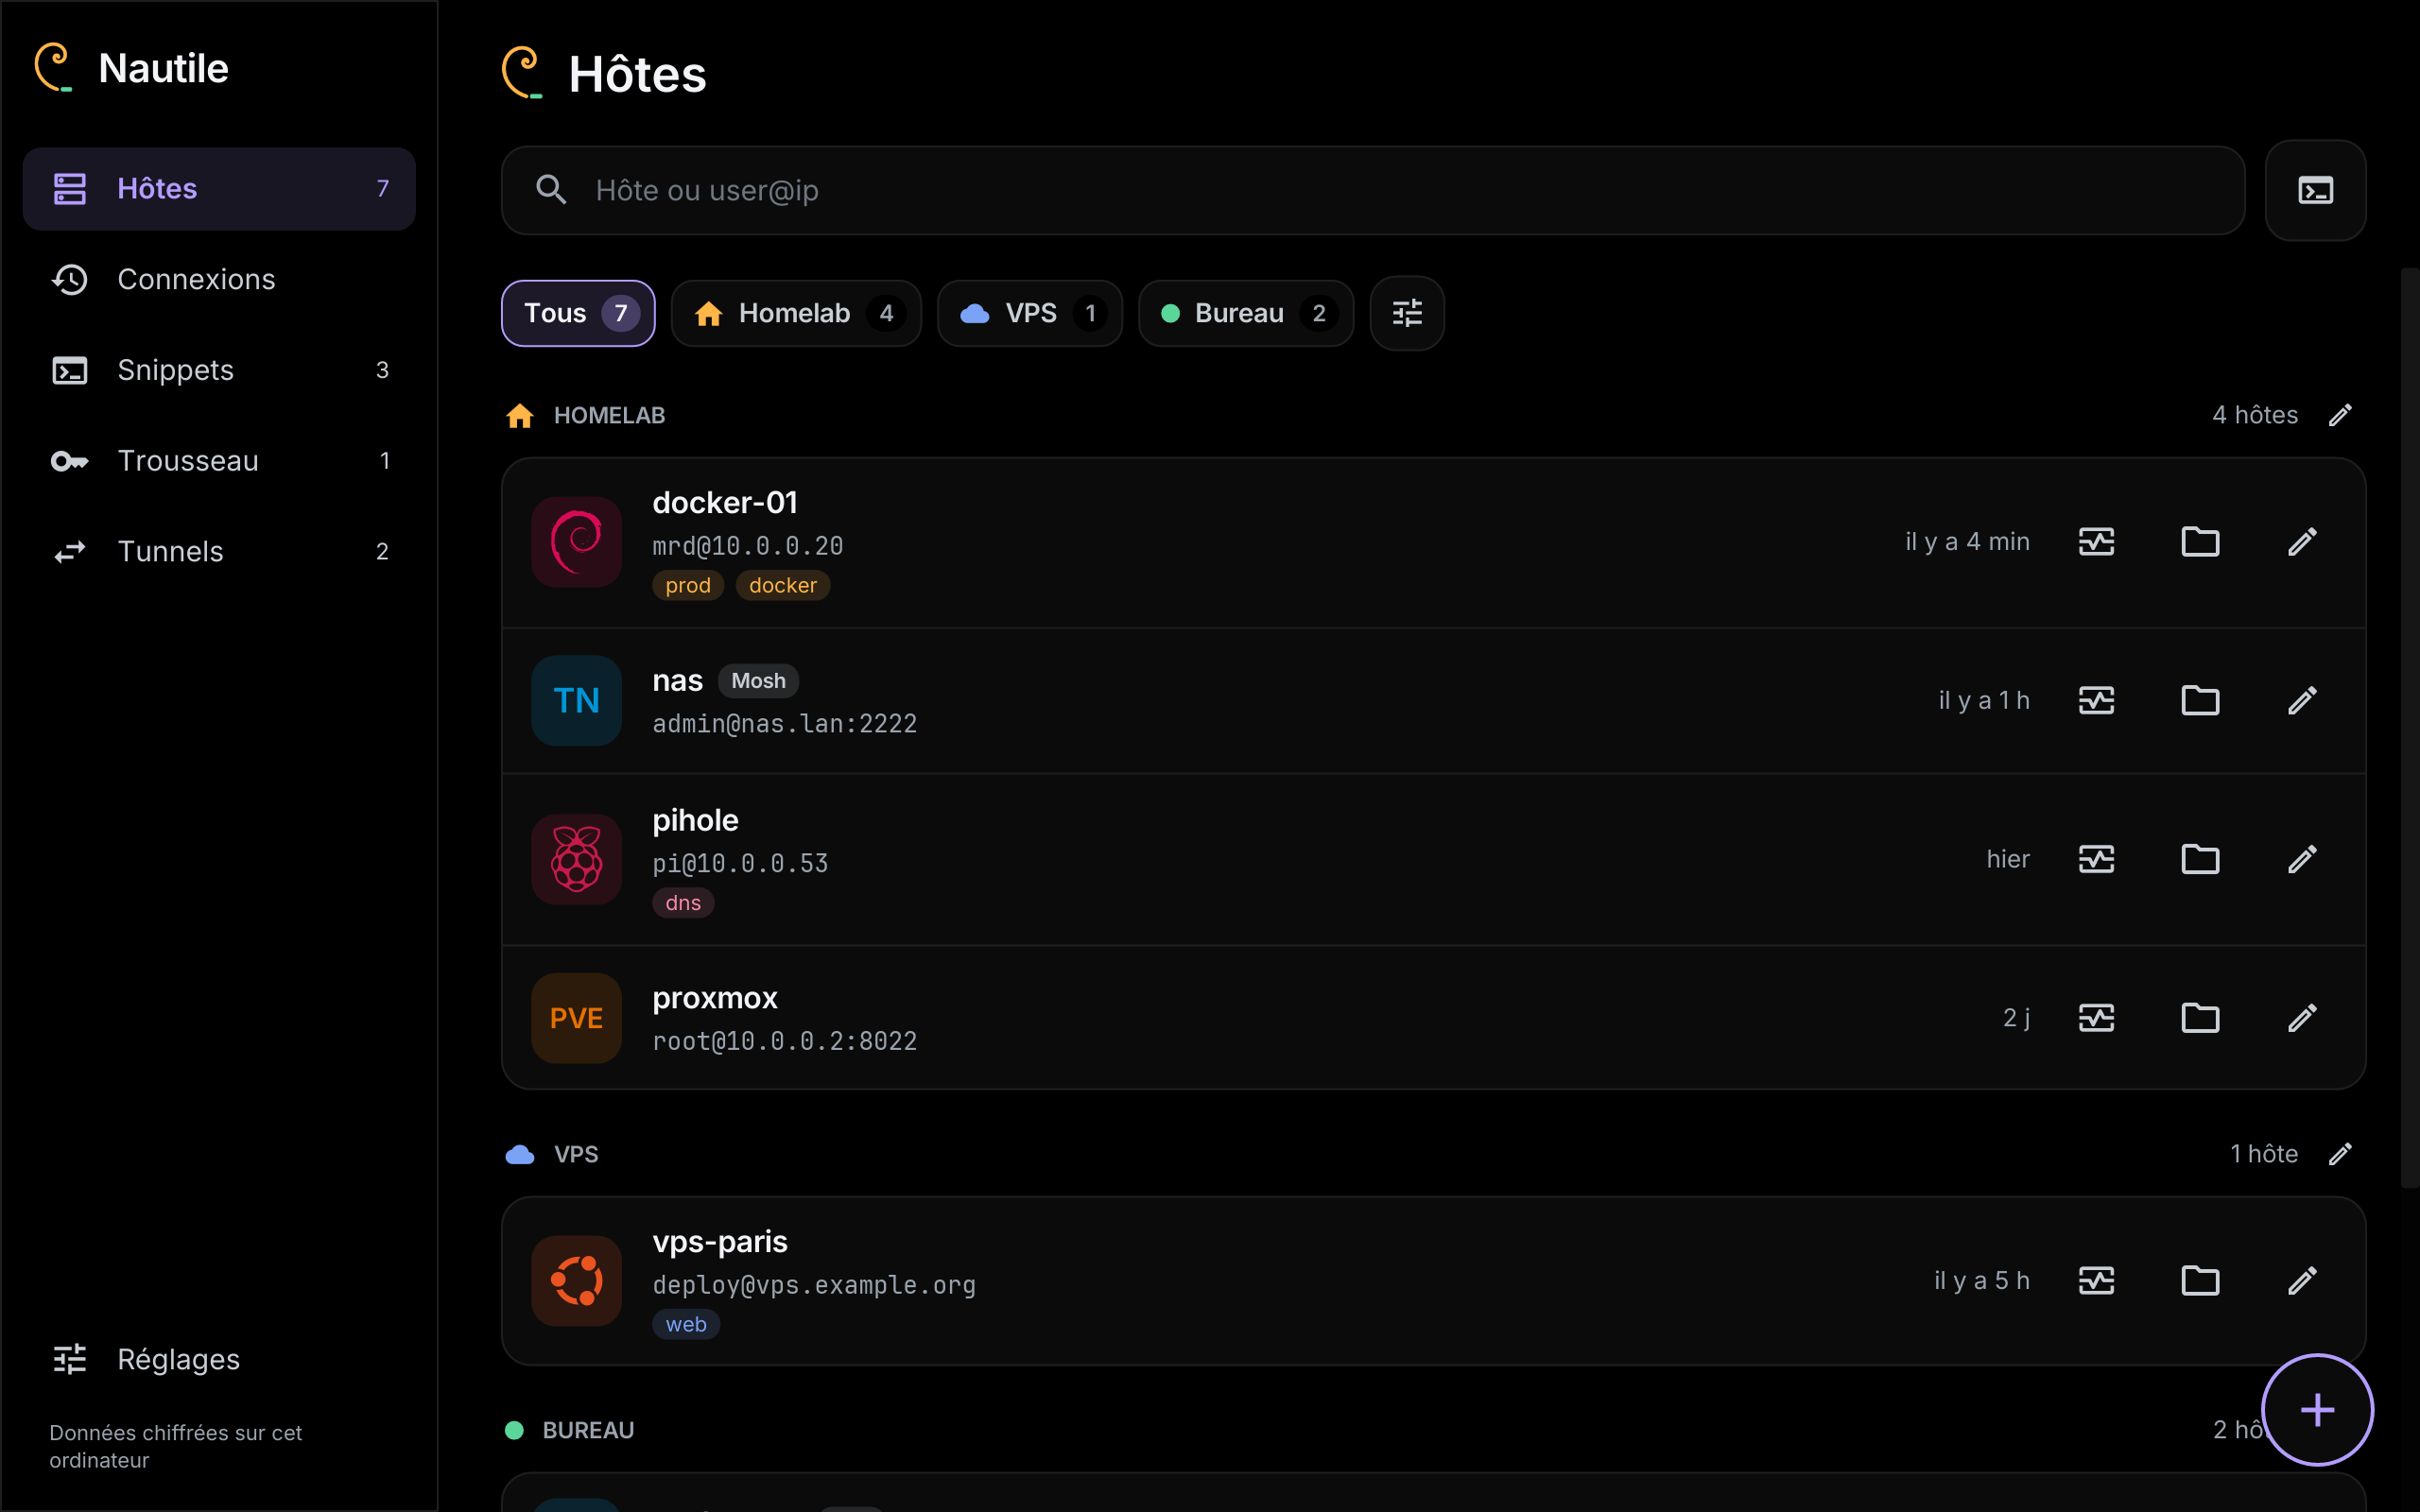 Nautile
Hôtes 7
Connexions
Snippets 3
Trousseau 1
Tunnels 2
Réglages
Données chiffrées sur cet
ordinateur
Hôtes
Hôte ou user@ip
Tous 7 Homelab 4 VPS 1 Bureau 2
HOMELAB 4 hôtes
docker-01
mrd@10.0.0.20
prod docker
il y a 4 min
TN
nas Mosh
admin@nas.lan:2222
il y a 1 h
pihole
pi@10.0.0.53
dns
hier
PVE
proxmox
root@10.0.0.2:8022
2 j
VPS 1 hôte
vps-paris
deploy@vps.example.org
web
il y a 5 h
BUREAU 2